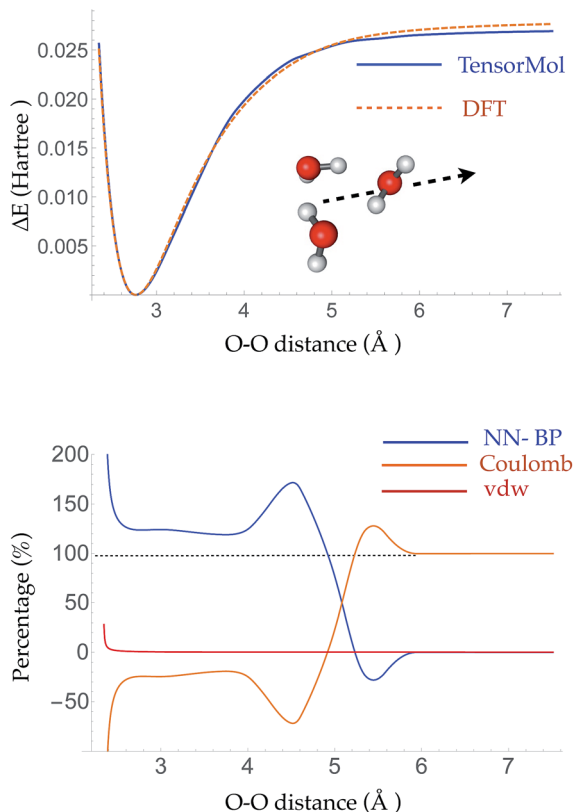 0.025
0.020
0.015
0.010
0.005
ΔE (Hartree)
TensorMol
DFT
3 4 5 6 7
O-O distance (Å )
200
150
100
50
0
-50
Percentage (%)
NN- BP
Coulomb
vdw
3 4 5 6 7
O-O distance (Å )